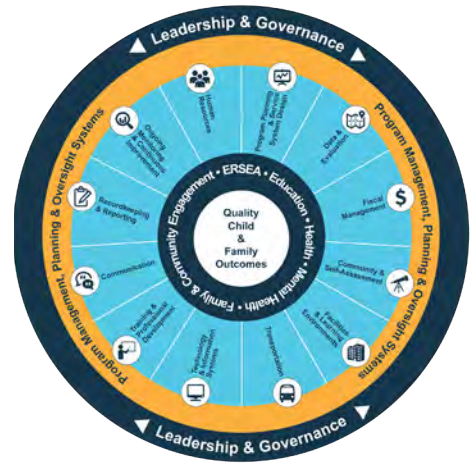 Leadership & Governance
Program Management, Planning & Oversight Systems
Program Management, Planning & Oversight Systems
Human
Resources
Program Planning
& Service
System Design
Data &
Evaluation
Fiscal
Management
Community &
Self-Assessment
Facilities
& Learning
Environments
Transportation
Technology
& Information
Systems
Training &
Professional
Development
Communication
Recordkeeping
& Reporting
Ongoing
Monitoring
& Continuous
Improvement
Family & Community Engagement • ERSEA • Education • Health • Mental Health •
Quality
Child
&
Family
Outcomes
$
Leadership & Governance